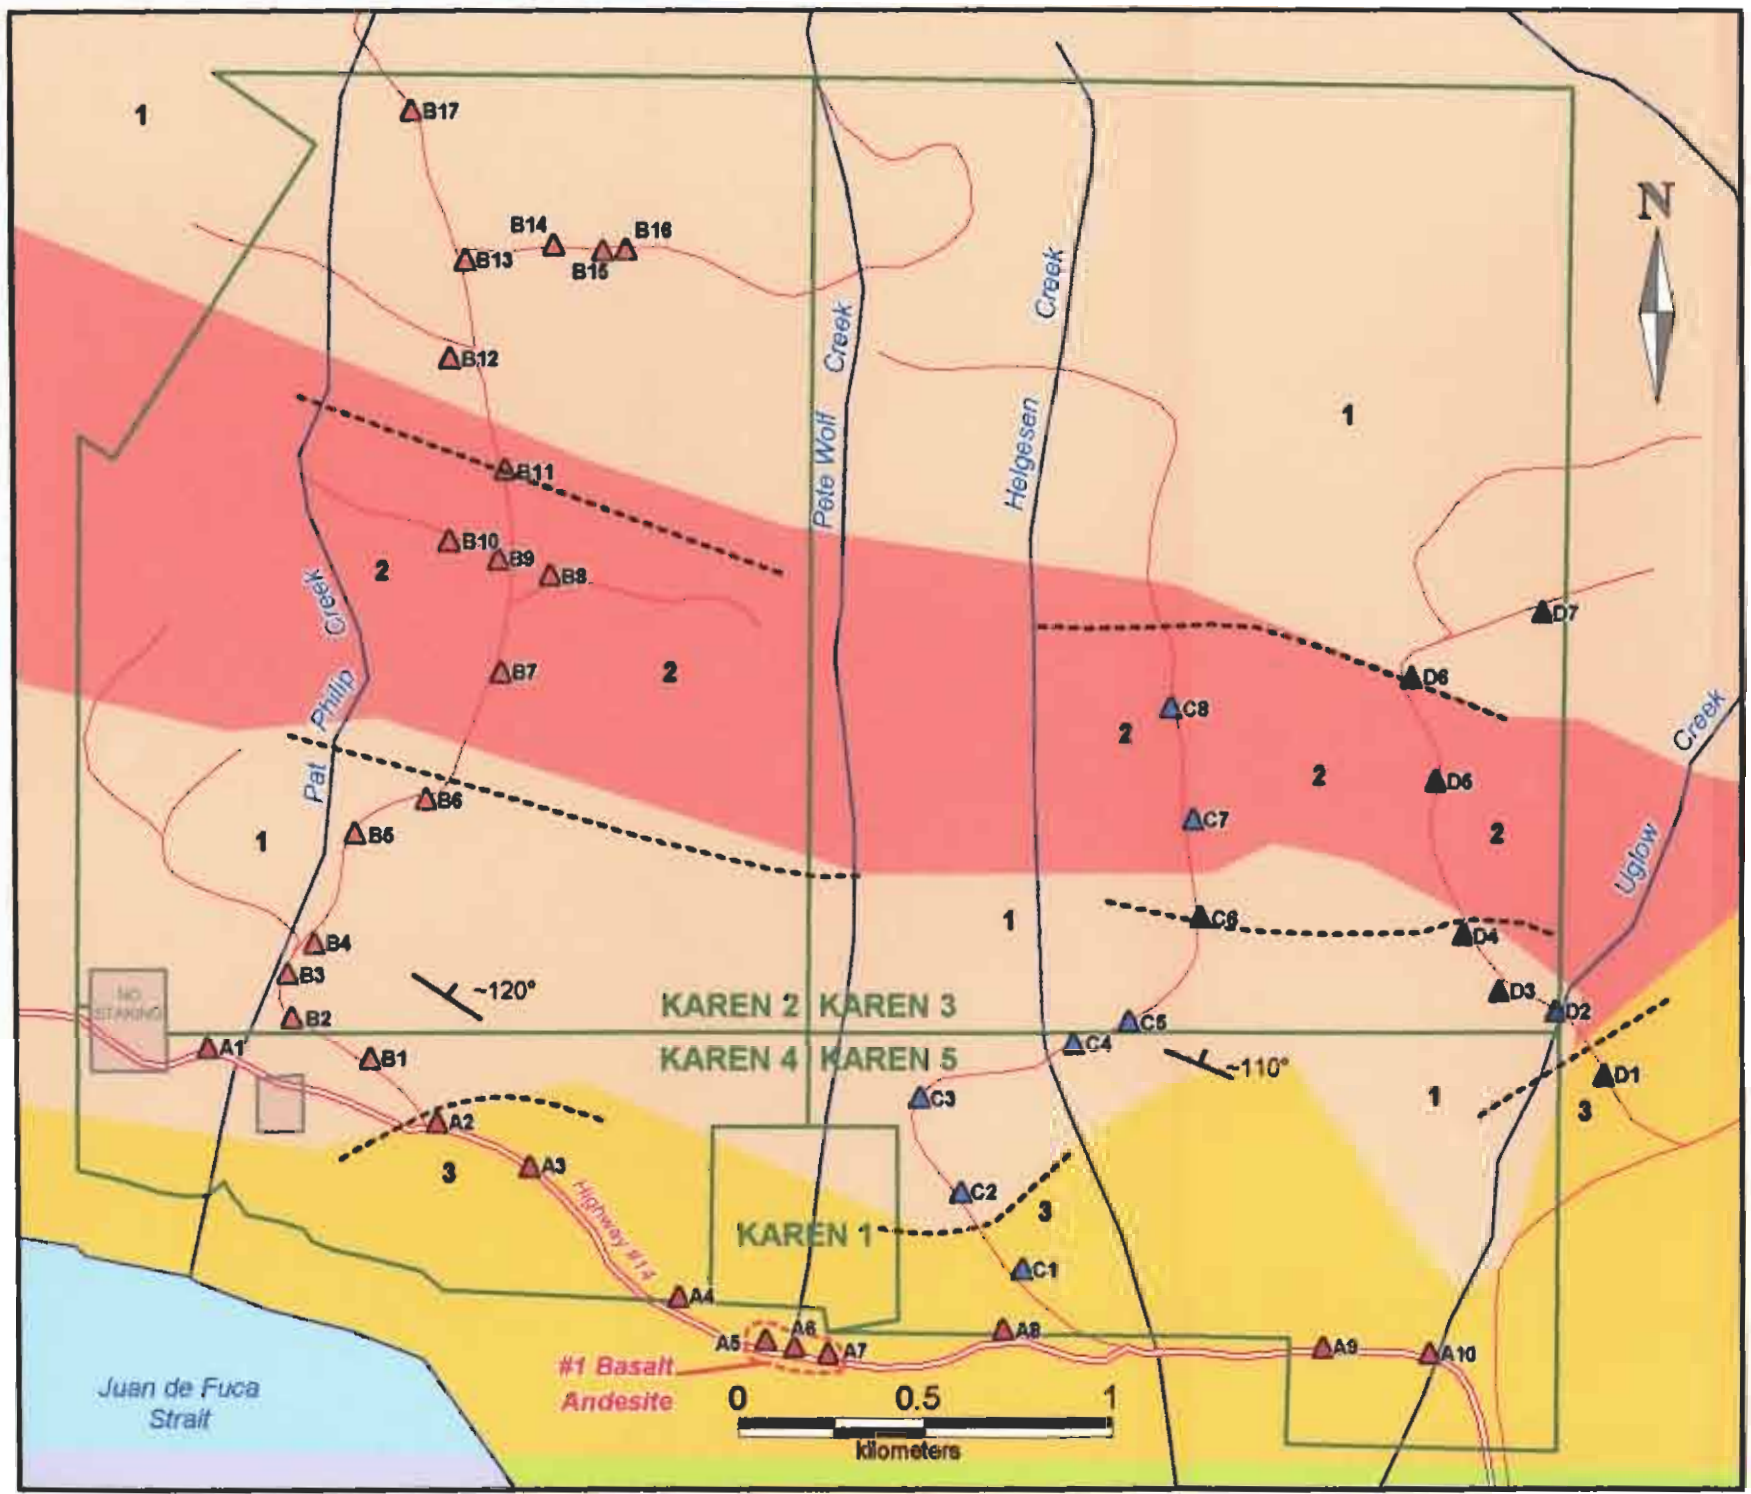 1
B17
N
B14
B16
B13
B15
Creek
Creek
B12
1
B11
Pete Wolf
Helgesen
B10
B9
B8
2
Creek
D7
B7
2
D6
Phillip
C8
2
Creek
2
D5
Pat
B6
C7
B5
1
2
Uglow
C6
1
D4
B4
B3
~120°
NO
STAKING
KAREN 2
KAREN 3
D3
D2
B2
C5
A1
B1
KAREN 4
KAREN 5
C4
~110°
D1
C3
1
3
A2
A3
3
C2
3
Highway #14
KAREN 1
C1
A4
A5
A6
A7
A8
A9
A10
#1 Basalt
Andesite
Juan de Fuca
Strait
0 0.5 1
kilometers